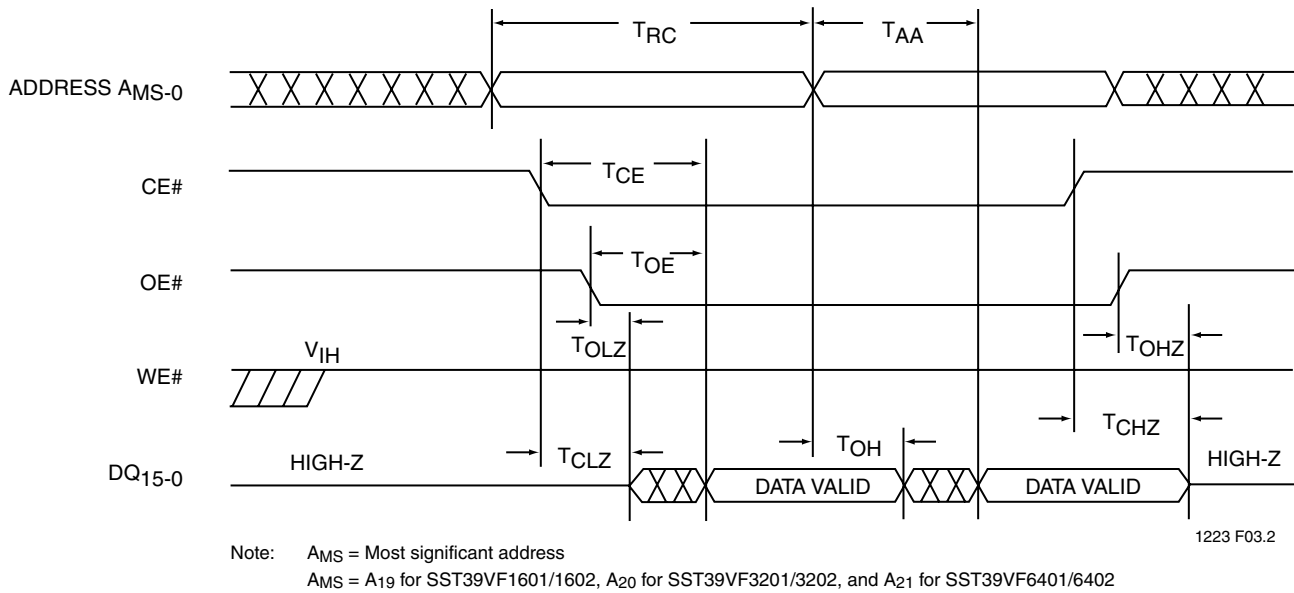 TRC TAA
ADDRESS AMS-0
TCE
CE#
TOE
OE#
TOLZ TOHZ
VIH
WE#
TCHZ
TCLZ TOH
HIGH-Z HIGH-Z
DQ15-0
DATA VALID DATA VALID
1223 F03.2
Note: AMS = Most significant address
AMS = A19 for SST39VF1601/1602, A20 for SST39VF3201/3202, and A21 for SST39VF6401/6402